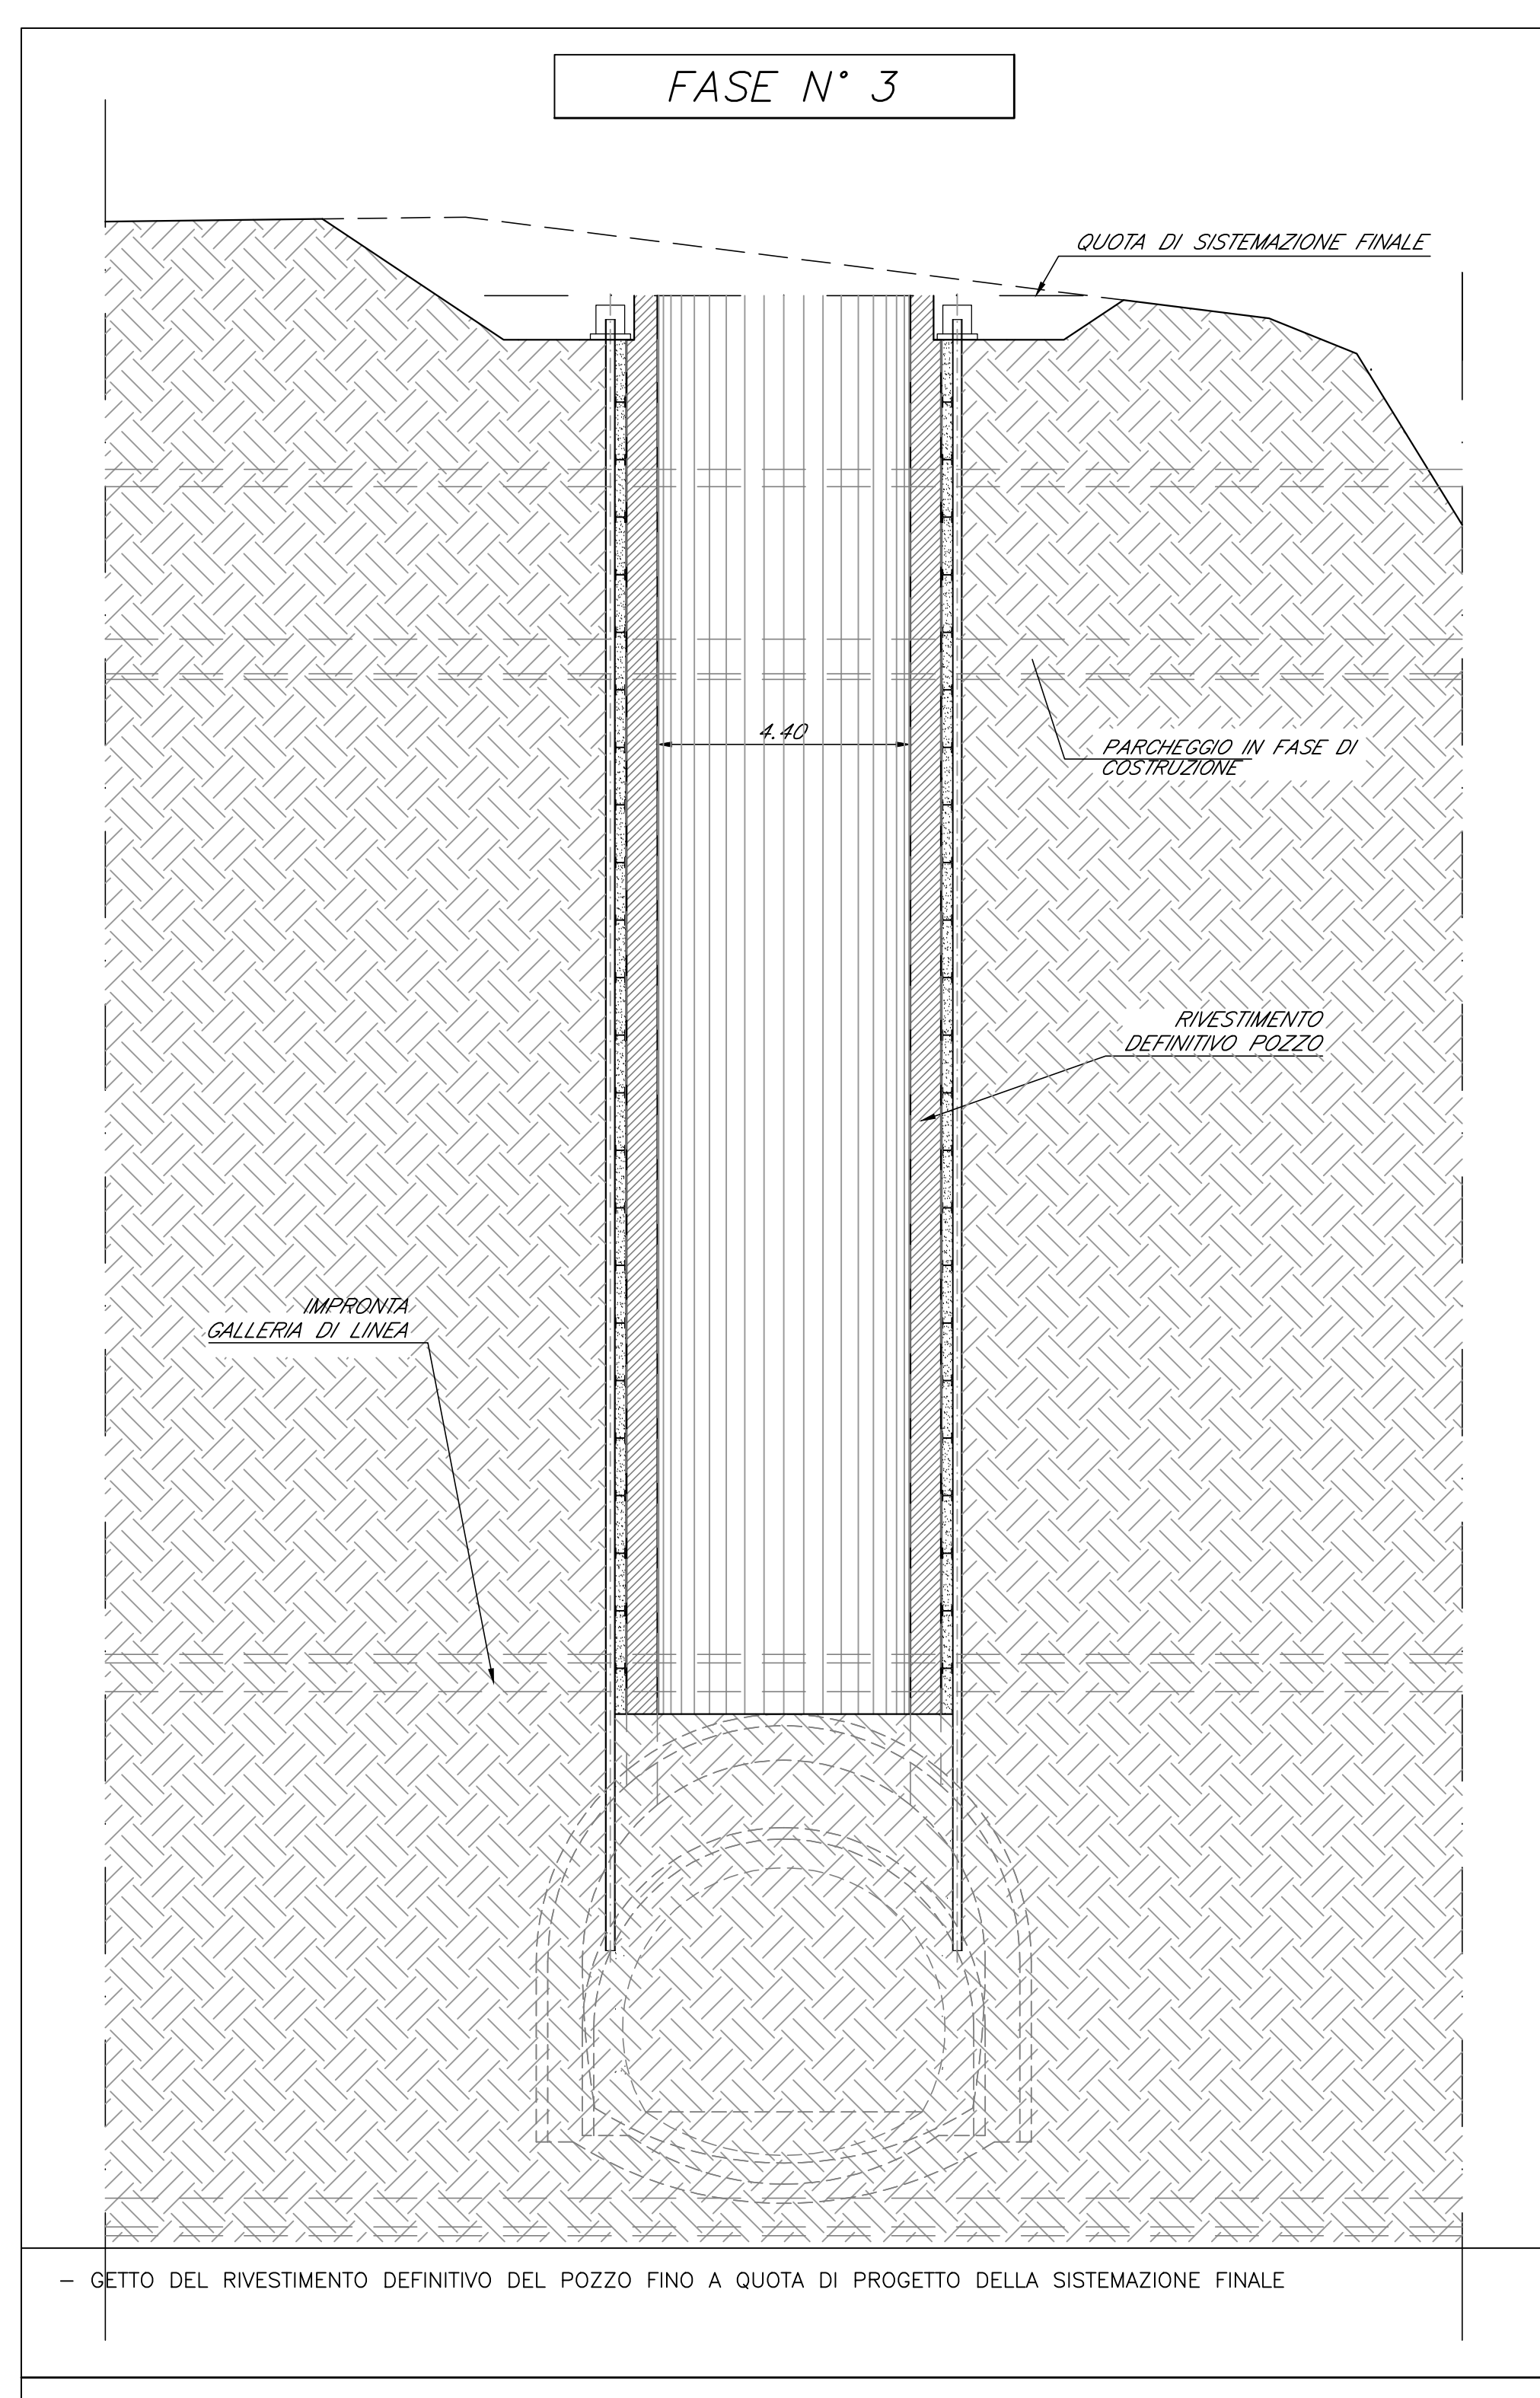 FASE N° 3
QUOTA DI SISTEMAZIONE FINALE
4.40
PARCHEGGIO IN FASE DI
COSTRUZIONE
RIVESTIMENTO
DEFINITIVO POZZO
IMPRONTA
GALLERIA DI LINEA
– GETTO DEL RIVESTIMENTO DEFINITIVO DEL POZZO FINO A QUOTA DI PROGETTO DELLA SISTEMAZIONE FINALE